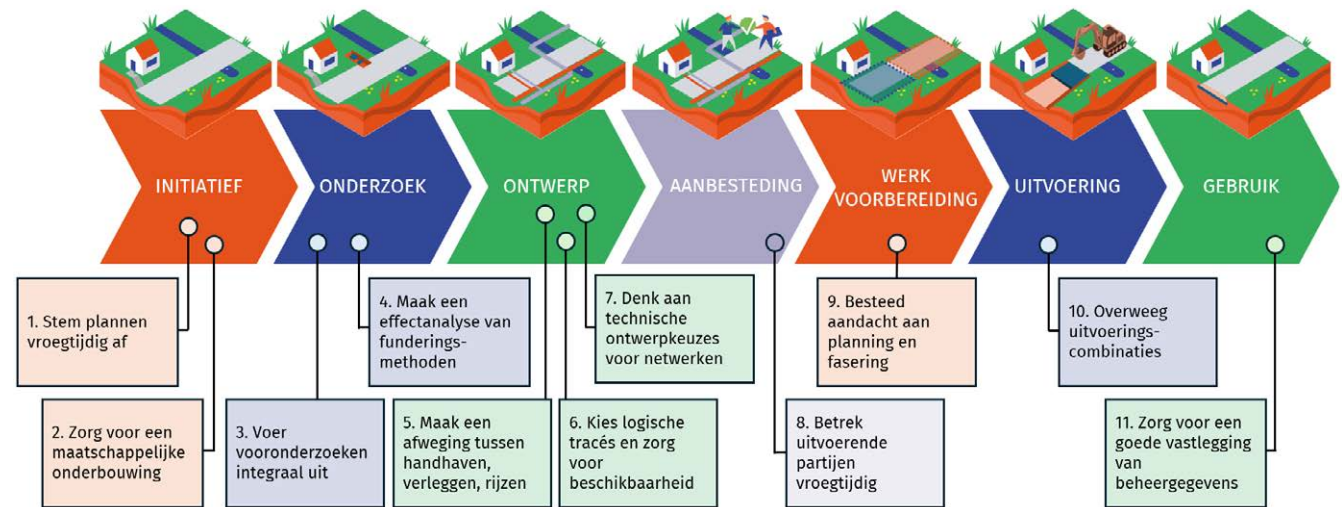 INITIATIEF
ONDERZOEK
ONTWERP
AANBESTEDING
WERK
VOORBEREIDING
UITVOERING
GEBRUIK
1. Stem plannen
vroegtijdig af
2. Zorg voor een
maatschappelijke
onderbouwing
3. Voer
vooronderzoeken
integraal uit
4. Maak een
effectanalyse van
funderings-
methoden
5. Maak een
afweging tussen
handhaven,
verleggen, rijzen
6. Kies logische
tracés en zorg
voor
beschikbaarheid
7. Denk aan
technische
ontwerpkeuzes
voor netwerken
8. Betrek
uitvoerende
partijen
vroegtijdig
9. Besteed
aandacht aan
planning en
fasering
10. Overweeg
uitvoerings-
combinaties
11. Zorg voor een
goede vastlegging
van
beheergegevens